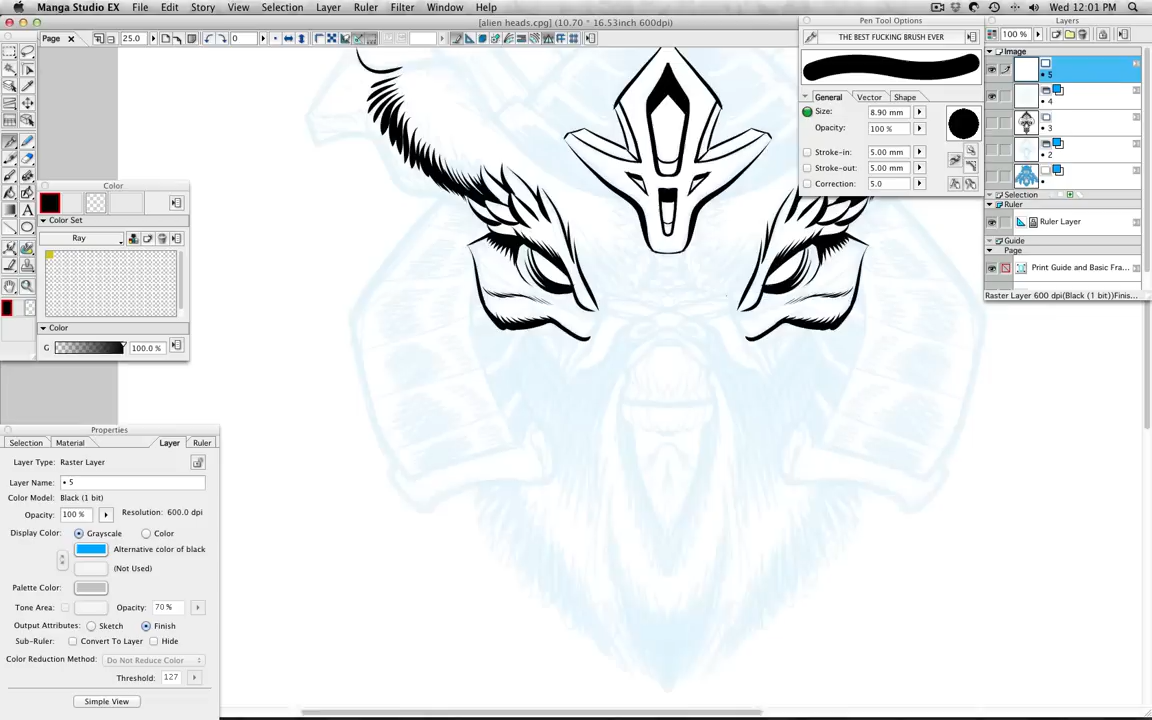 Manga Studio EX File Edit Story View Selection Layer Ruler Filter Window Help Wed 12:01 PM
[alien heads.cpg] (10.70 * 16.53inch 600dpi)
Page 25.0 0
Pen Tool Options
THE BEST FUCKING BRUSH EVER
General Vector Shape
Size: 8.90 mm
Opacity: 100 %
Stroke-in: 5.00 mm
Stroke-out: 5.00 mm
Correction: 5.0
Layers
100 %
Image
• 5
• 4
• 3
• 2
•
Selection
Ruler
Ruler Layer
Guide
Page
Print Guide and Basic Fra...
Raster Layer 600 dpi(Black (1 bit))Finis...
Color
Color Set
Ray
Color
G 100.0 %
Properties
Selection Material Layer Ruler
Layer Type: Raster Layer
Layer Name: • 5
Color Model: Black (1 bit)
Opacity: 100 % Resolution: 600.0 dpi
Display Color: Grayscale Color
Alternative color of black
(Not Used)
Palette Color:
Tone Area: Opacity: 70 %
Output Attributes: Sketch Finish
Sub-Ruler: Convert To Layer Hide
Color Reduction Method: Do Not Reduce Color
Threshold: 127
Simple View